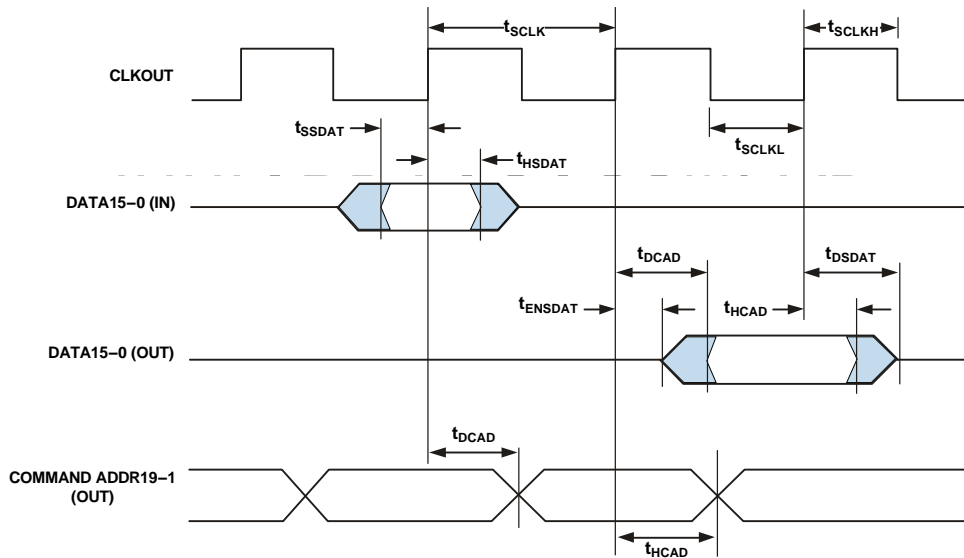 tSCLK
tSCLKH
CLKOUT
tSSDAT
tHSDAT
tSCLKL
DATA15–0 (IN)
tDCAD
tDSDAT
tENSDAT
tHCAD
DATA15–0 (OUT)
tDCAD
COMMAND ADDR19–1
(OUT)
tHCAD